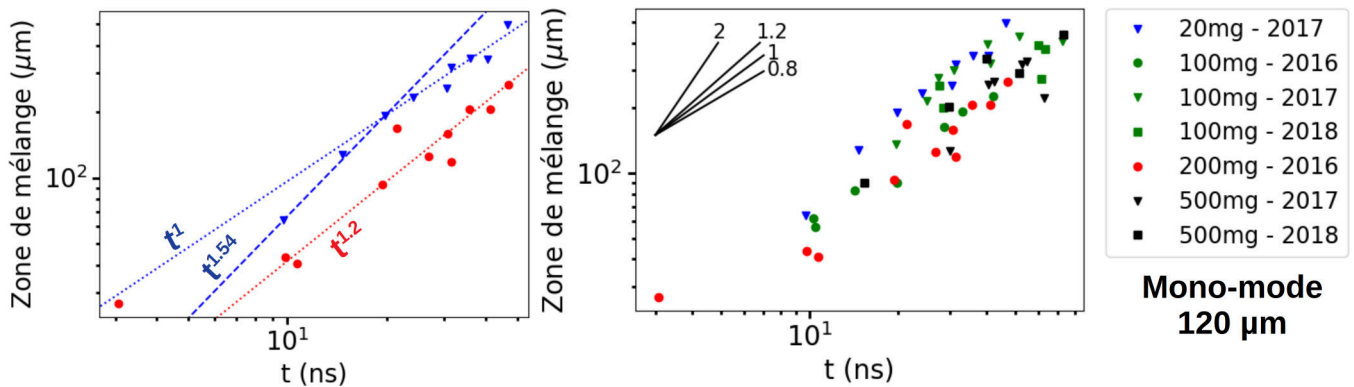 Zone de mélange (µm)
10²
t¹
t¹·⁵⁴
t¹·²
10¹
t (ns)
Zone de mélange (µm)
10²
2
1.2
1
0.8
10¹
t (ns)
20mg - 2017
100mg - 2016
100mg - 2017
100mg - 2018
200mg - 2016
500mg - 2017
500mg - 2018
Mono-mode
120 µm